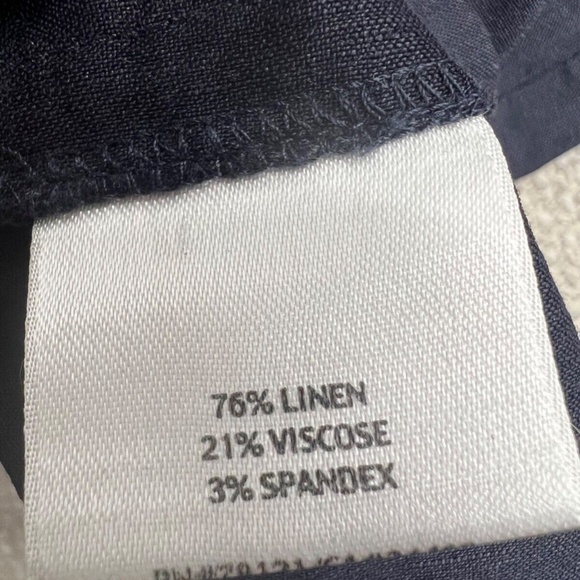 76% LINEN
21% VISCOSE
3% SPANDEX